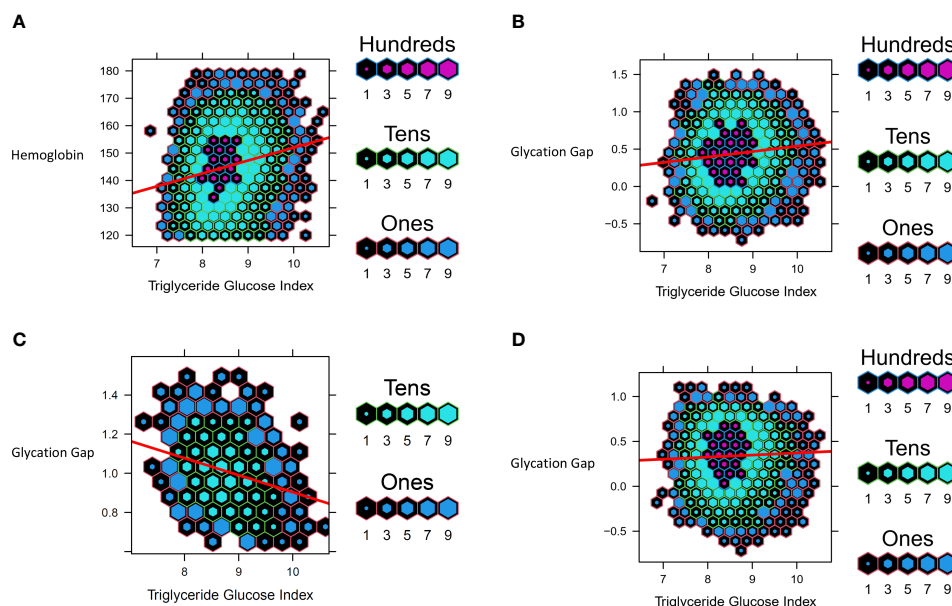 A
Hemoglobin
180
170
160
150
140
130
120
7 8 9 10
Triglyceride Glucose Index
Hundreds
1 3 5 7 9
Tens
1 3 5 7 9
Ones
1 3 5 7 9
B
Glycation Gap
1.5
1.0
0.5
0.0
−0.5
7 8 9 10
Triglyceride Glucose Index
Hundreds
1 3 5 7 9
Tens
1 3 5 7 9
Ones
1 3 5 7 9
C
Glycation Gap
1.4
1.2
1.0
0.8
8 9 10
Triglyceride Glucose Index
Tens
1 3 5 7 9
Ones
1 3 5 7 9
D
Glycation Gap
1.0
0.5
0.0
−0.5
7 8 9 10
Triglyceride Glucose Index
Hundreds
1 3 5 7 9
Tens
1 3 5 7 9
Ones
1 3 5 7 9